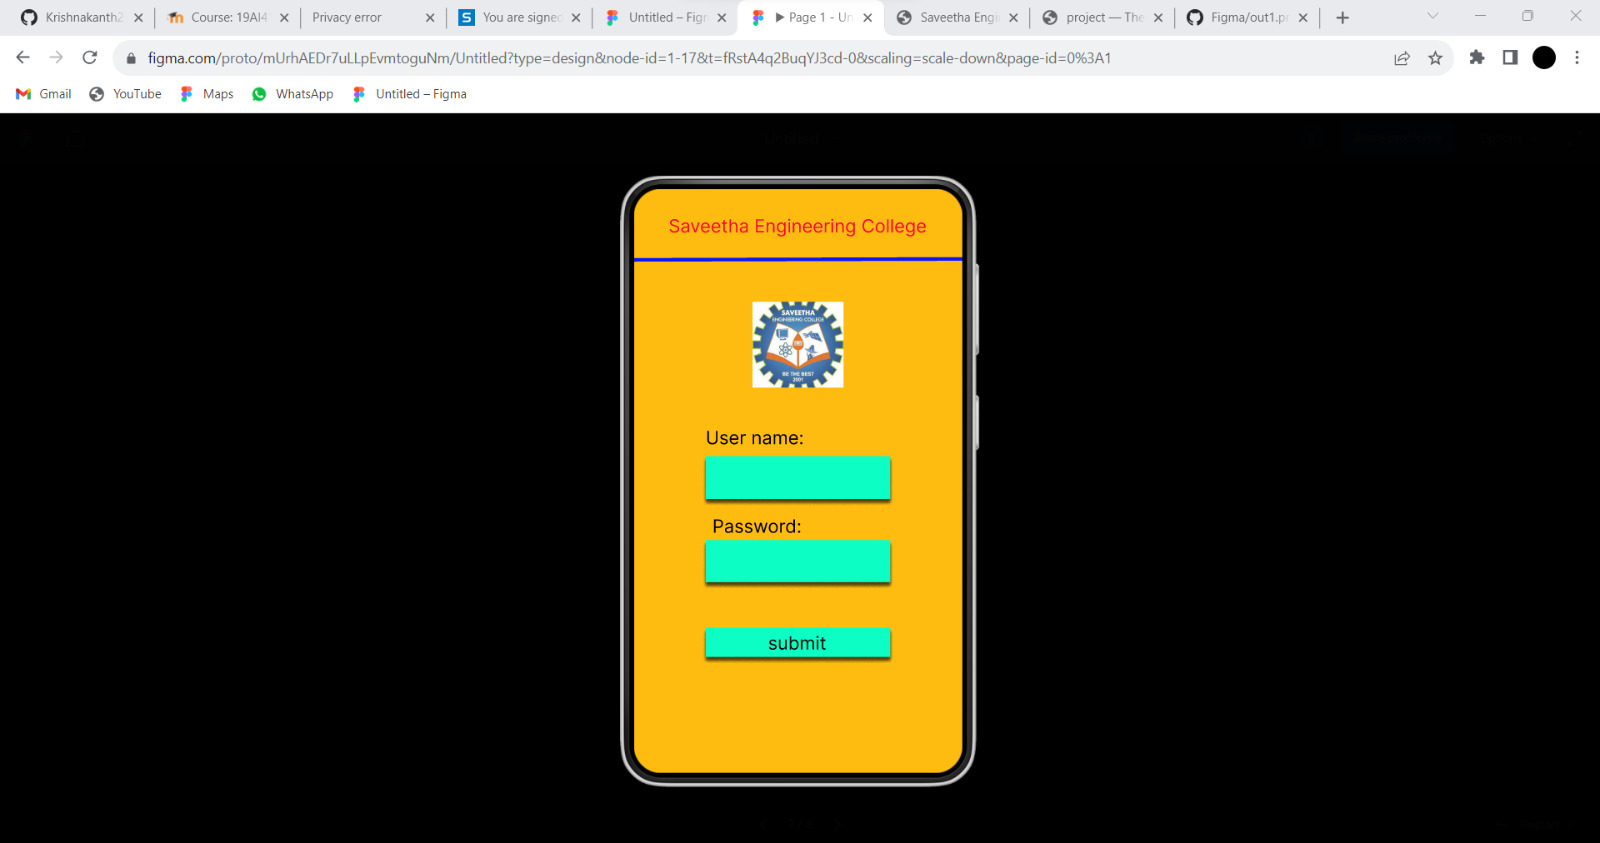 Krishnakanth2
Course: 19AI4
Privacy error
You are signed
Untitled – Fig
▶ Page 1 - Un
Saveetha Engi
project — The
Figma/out1.p
figma.com/proto/mUrhAEDr7uLLpEvmtoguNm/Untitled?type=design&node-id=1-17&t=fRstA4q2BuqYJ3cd-0&scaling=scale-down&page-id=0%3A1
Gmail
YouTube
Maps
WhatsApp
Untitled – Figma
Saveetha Engineering College
SAVEETHA
ENGINEERING COLLEGE
BE THE BEST
2001
User name:
Password:
submit